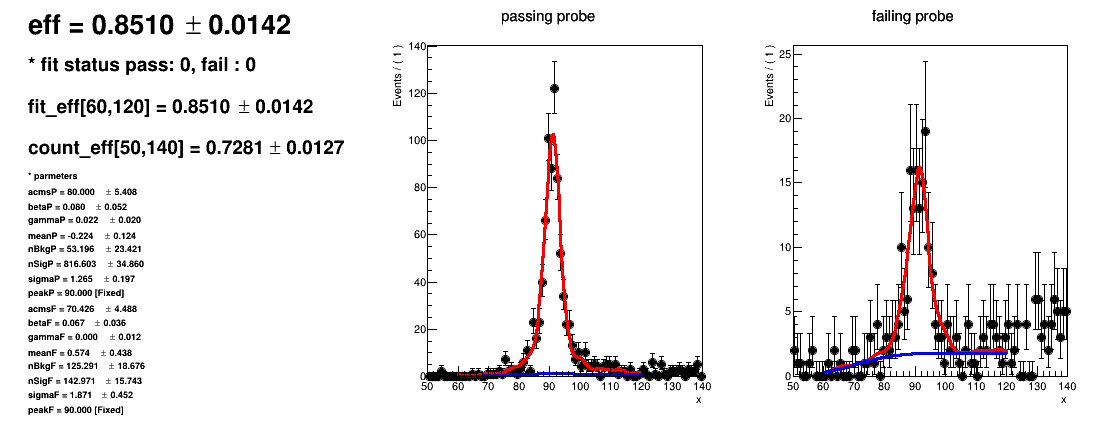 eff = 0.8510 ± 0.0142
* fit status pass: 0, fail : 0
fit_eff[60,120] = 0.8510 ± 0.0142
count_eff[50,140] = 0.7281 ± 0.0127
* parmeters
acmsP = 80.000 ± 5.408
betaP = 0.080 ± 0.052
gammaP = 0.022 ± 0.020
meanP = -0.224 ± 0.124
nBkgP = 53.196 ± 23.421
nSigP = 816.603 ± 34.860
sigmaP = 1.265 ± 0.197
peakP = 90.000 [Fixed]
acmsF = 70.426 ± 4.488
betaF = 0.067 ± 0.036
gammaF = 0.000 ± 0.012
meanF = 0.574 ± 0.438
nBkgF = 125.291 ± 18.676
nSigF = 142.971 ± 15.743
sigmaF = 1.871 ± 0.452
peakF = 90.000 [Fixed]
passing probe
Events / ( 1 )
140
120
100
80
60
40
20
0
50 60 70 80 90 100 110 120 130 140
x
failing probe
Events / ( 1 )
25
20
15
10
5
0
50 60 70 80 90 100 110 120 130 140
x